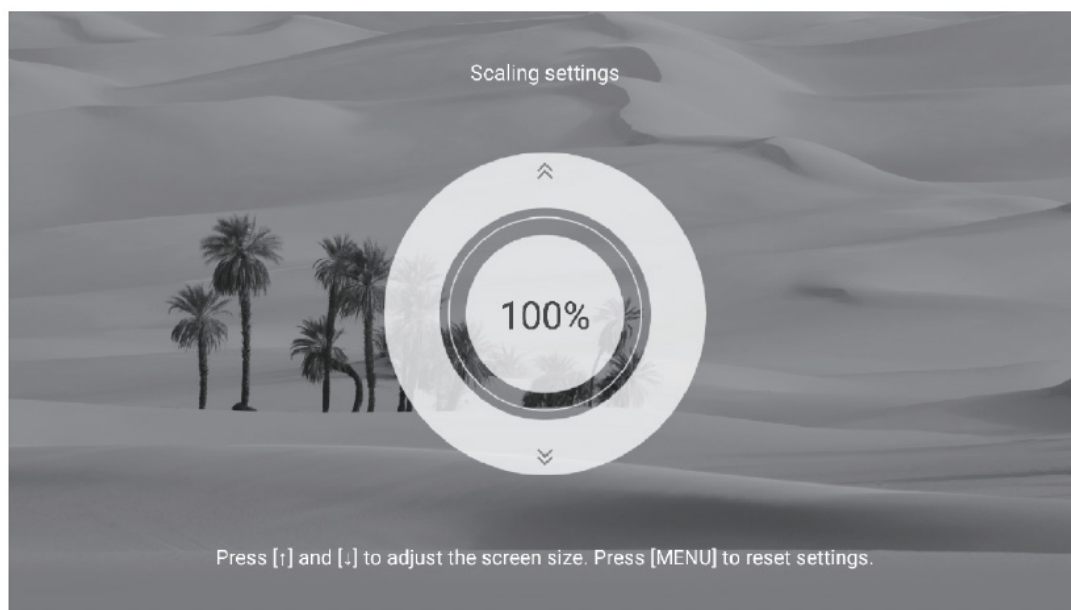 Scaling settings
100%
Press [↑] and [↓] to adjust the screen size. Press [MENU] to reset settings.